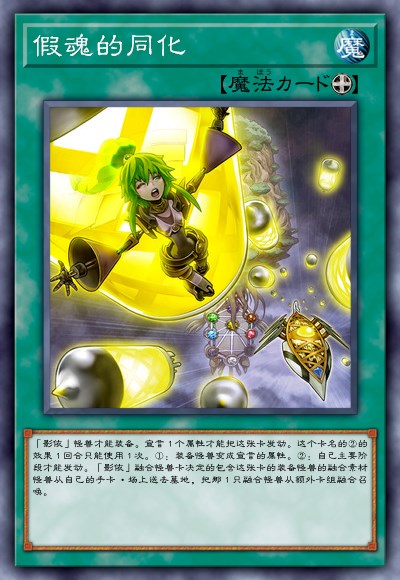 假魂的同化
魔
【魔法カード】
まほう
「影依」怪兽才能装备。宣言1个属性才能把这张卡发动。这个卡名的②的
效果1回合只能使用1次。①：装备怪兽变成宣言的属性。②：自己主要阶
段才能发动。「影依」融合怪兽卡决定的包含这张卡的装备怪兽的融合素材
怪兽从自己的手卡·场上送去墓地，把那1只融合怪兽从额外卡组融合召
唤。